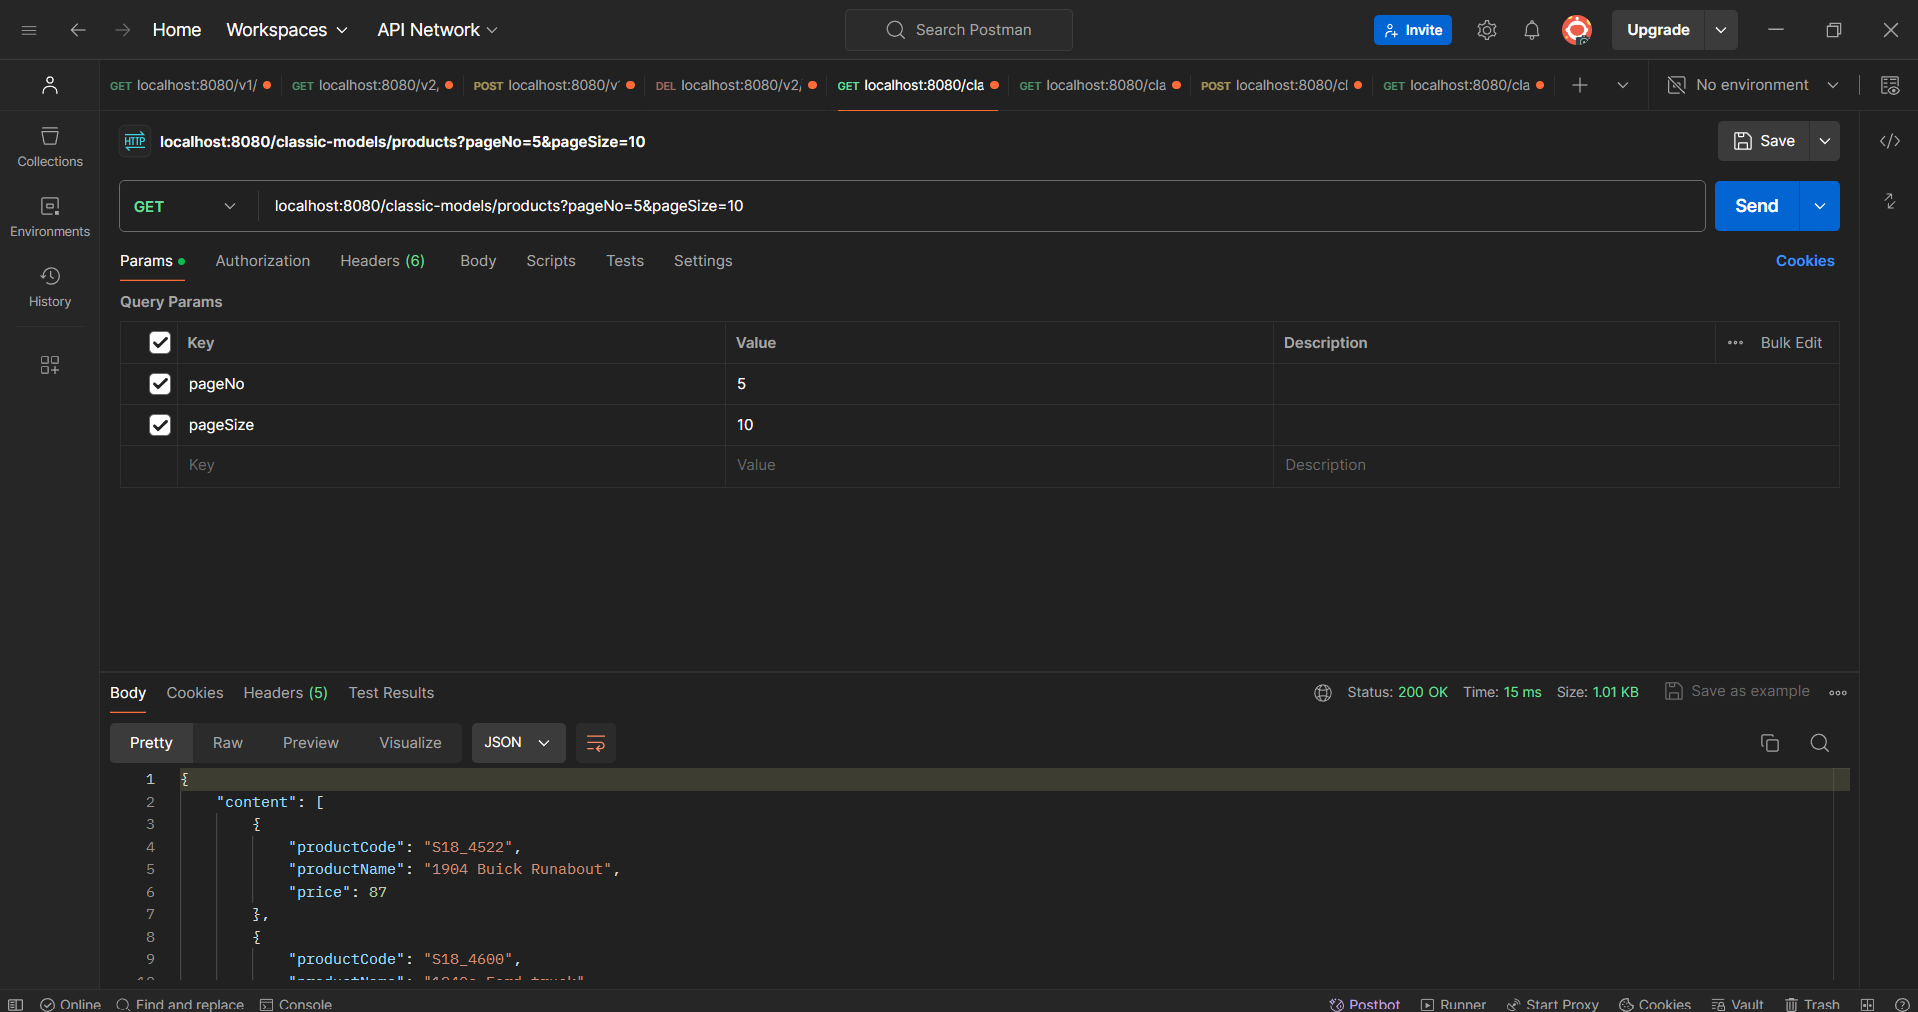 Home Workspaces API Network Search Postman Invite Upgrade
GET localhost:8080/v1/ GET localhost:8080/v2, POST localhost:8080/v DEL localhost:8080/v2/ GET localhost:8080/cla GET localhost:8080/cla POST localhost:8080/cl GET localhost:8080/cla No environment
HTTP localhost:8080/classic-models/products?pageNo=5&pageSize=10 Save
Collections
Environments
History
GET localhost:8080/classic-models/products?pageNo=5&pageSize=10 Send
Params Authorization Headers (6) Body Scripts Tests Settings Cookies
Query Params
Key Value Description Bulk Edit
pageNo 5
pageSize 10
Key Value Description
Body Cookies Headers (5) Test Results Status: 200 OK Time: 15 ms Size: 1.01 KB Save as example
Pretty Raw Preview Visualize JSON
1 {
2 "content": [
3 {
4 "productCode": "S18_4522",
5 "productName": "1904 Buick Runabout",
6 "price": 87
7 },
8 {
9 "productCode": "S18_4600",
10 "productName": "1940s Ford truck"
Online Find and replace Console Postbot Runner Start Proxy Cookies Vault Trash